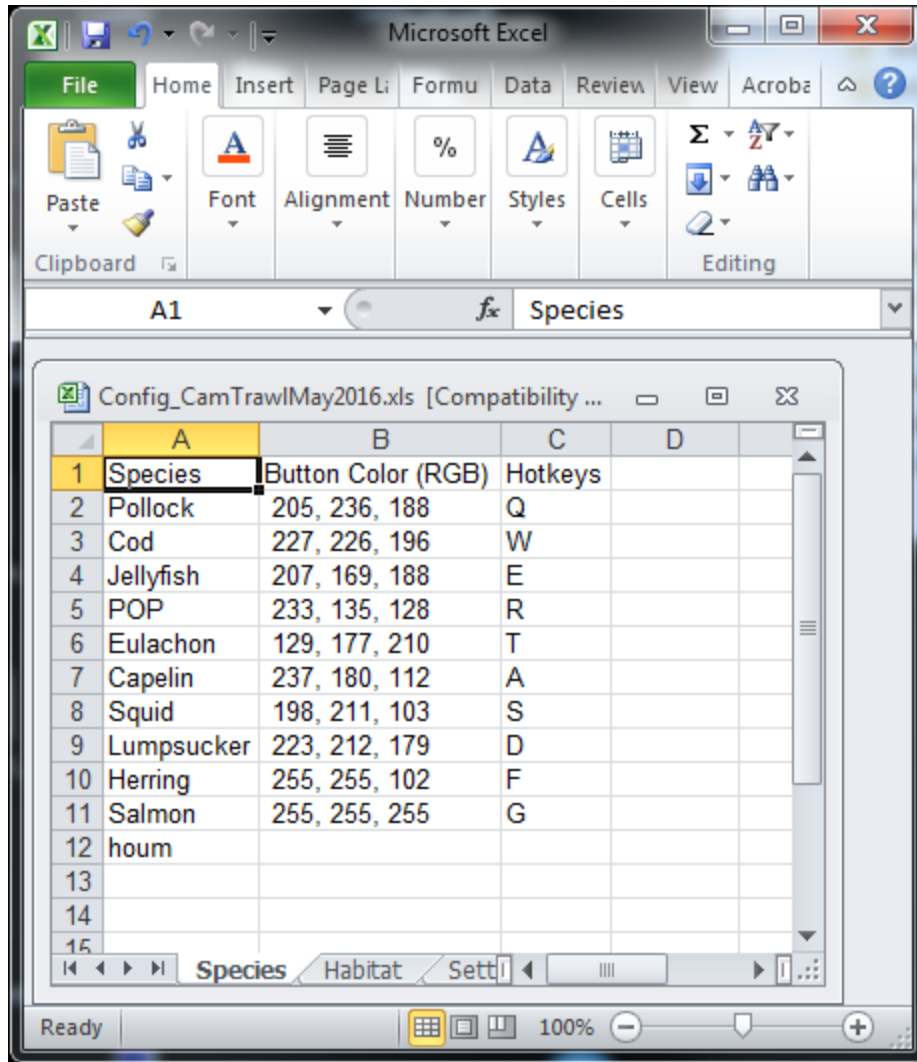 Microsoft Excel
File Home Insert Page La Formu Data Review View Acroba
Paste Font Alignment Number Styles Cells
Clipboard Editing
A1 fx Species
Config_CamTrawlMay2016.xls [Compatibility ...
A B C D
1 Species Button Color (RGB) Hotkeys
2 Pollock 205, 236, 188 Q
3 Cod 227, 226, 196 W
4 Jellyfish 207, 169, 188 E
5 POP 233, 135, 128 R
6 Eulachon 129, 177, 210 T
7 Capelin 237, 180, 112 A
8 Squid 198, 211, 103 S
9 Lumpsucker 223, 212, 179 D
10 Herring 255, 255, 102 F
11 Salmon 255, 255, 255 G
12 houm
13
14
15
Species Habitat Sett
Ready 100%